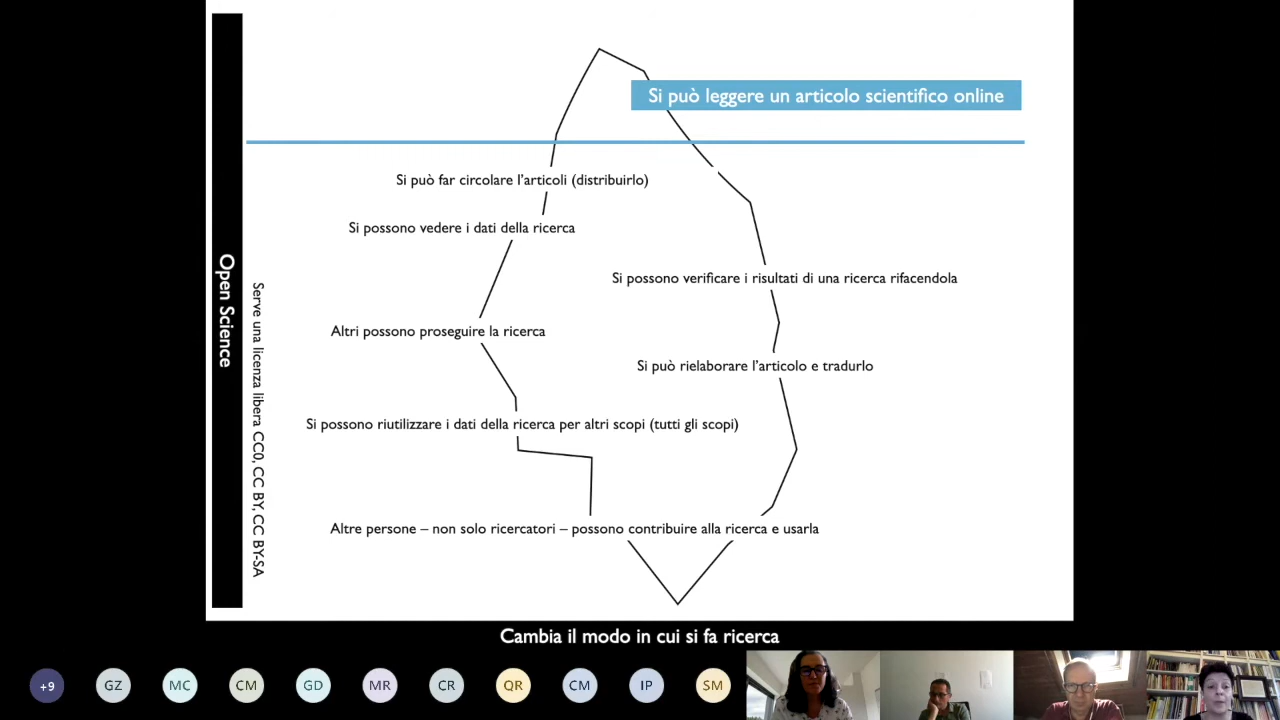 Si può leggere un articolo scientifico online
Si può far circolare l'articoli (distribuirlo)
Si possono vedere i dati della ricerca
Si possono verificare i risultati di una ricerca rifacendola
Altri possono proseguire la ricerca
Si può rielaborare l'articolo e tradurlo
Si possono riutilizzare i dati della ricerca per altri scopi (tutti gli scopi)
Altre persone – non solo ricercatori – possono contribuire alla ricerca e usarla
Open Science
Serve una licenza libera CC0, CC BY, CC BY-SA
Cambia il modo in cui si fa ricerca
+9 GZ MC CM GD MR CR QR CM IP SM